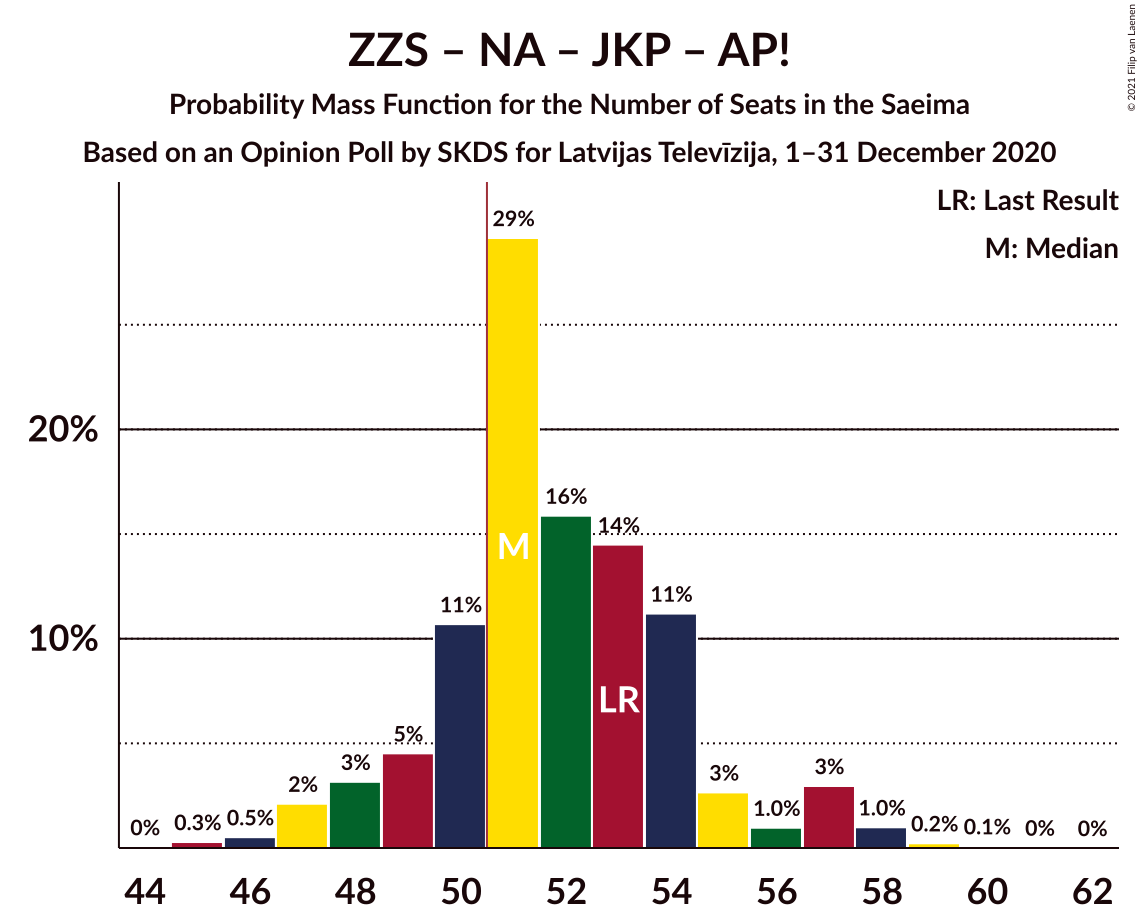 ZZS – NA – JKP – AP!
Probability Mass Function for the Number of Seats in the Saeima
Based on an Opinion Poll by SKDS for Latvijas Televīzija, 1–31 December 2020
© 2021 Filip van Laenen
LR: Last Result
M: Median
29%
20%
16%
14%
M
11%
11%
10%
LR
5%
3%
2%
3%
3%
0%
0.3%
0.5%
1.0%
1.0%
0.2%
0.1%
0%
0%
44 46 48 50 52 54 56 58 60 62